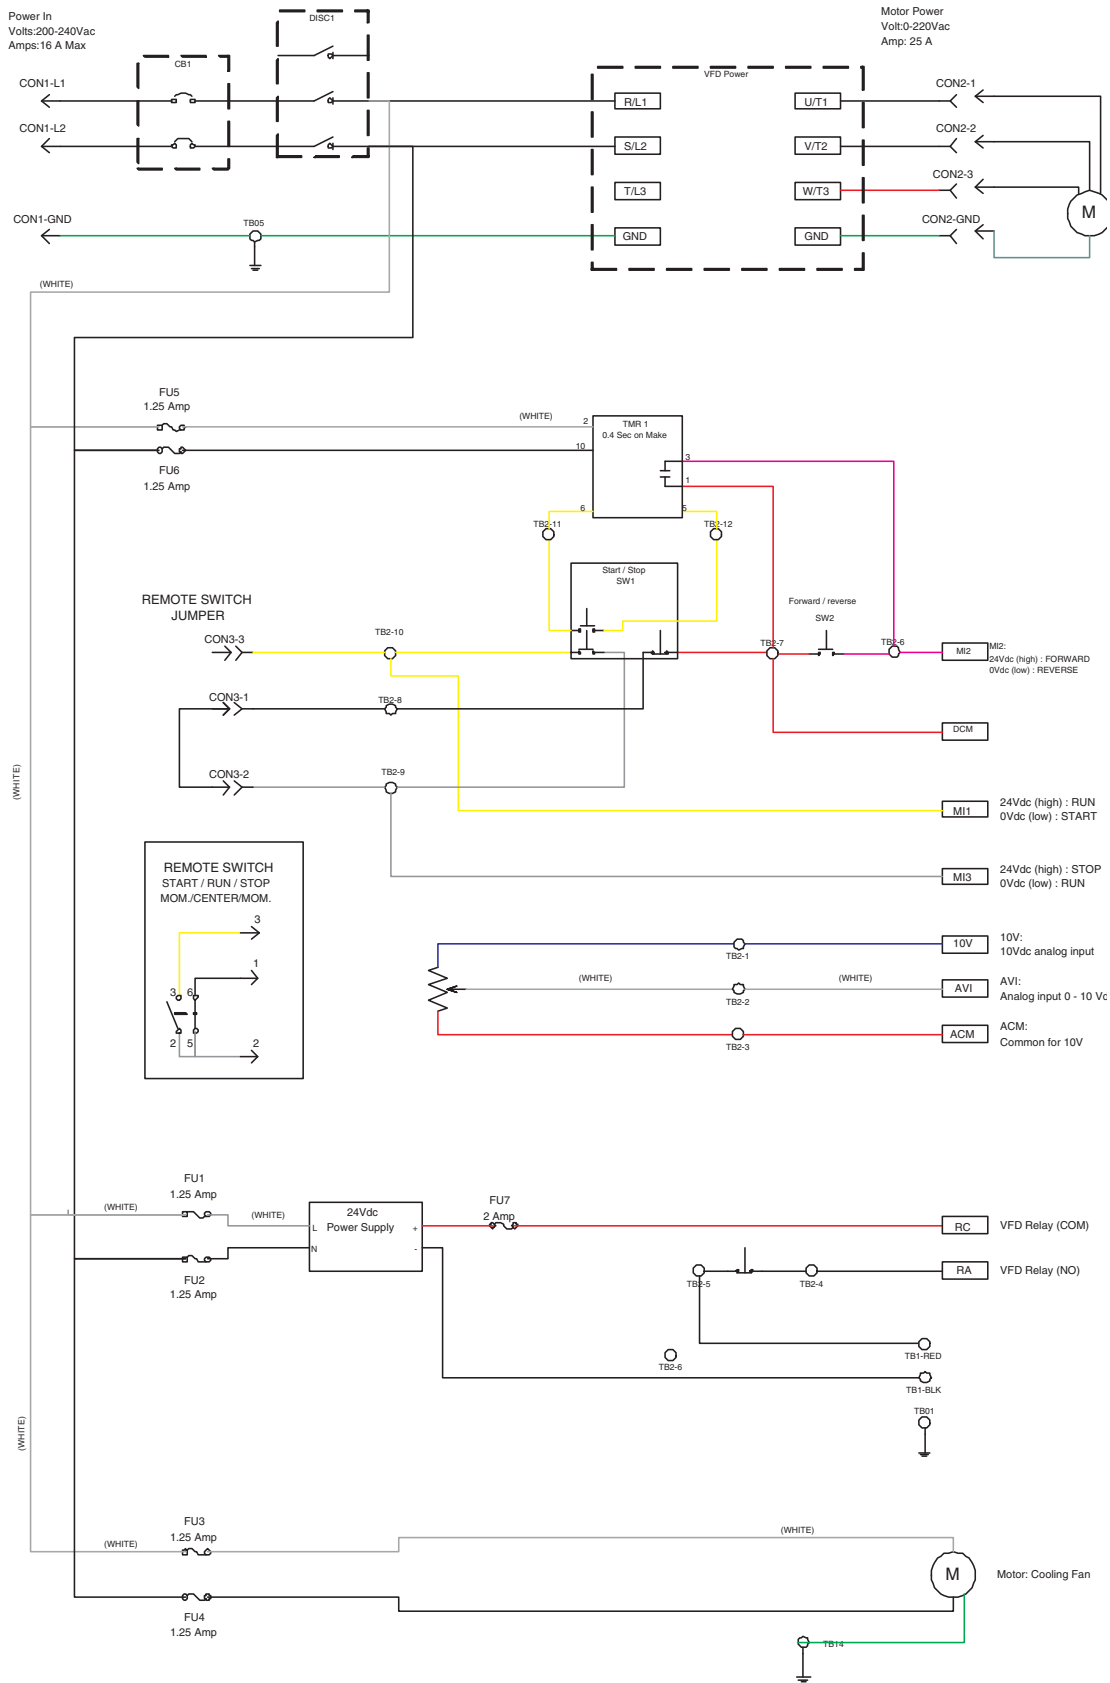 Power In
Volts:200-240Vac
Amps:16 A Max
DISC1
Motor Power
Volt:0-220Vac
Amp: 25 A
CB1
VFD Power
CON1-L1
R/L1
U/T1
CON2-1
CON1-L2
S/L2
V/T2
CON2-2
T/L3
W/T3
CON2-3
CON1-GND
TB05
GND
GND
CON2-GND
M
(WHITE)
FU5
1.25 Amp
(WHITE)
2
TMR 1
0.4 Sec on Make
10
FU6
1.25 Amp
3
1
6
5
TB2-11
TB2-12
Start / Stop
SW1
Forward / reverse
SW2
REMOTE SWITCH
JUMPER
CON3-3
TB2-10
TB2-7
TB2-6
MI2
MI2:
24Vdc (high) : FORWARD
0Vdc (low) : REVERSE
CON3-1
TB2-8
DCM
CON3-2
TB2-9
(WHITE)
MI1
24Vdc (high) : RUN
0Vdc (low) : START
MI3
24Vdc (high) : STOP
0Vdc (low) : RUN
REMOTE SWITCH
START / RUN / STOP
MOM./CENTER/MOM.
3
1
3 6
2 5
2
TB2-1
10V
10V:
10Vdc analog input
(WHITE)
TB2-2
(WHITE)
AVI
AVI:
Analog input 0 - 10 Vd
TB2-3
ACM
ACM:
Common for 10V
FU1
1.25 Amp
(WHITE)
(WHITE)
24Vdc
Power Supply
L
N
+
-
FU7
2 Amp
RC
VFD Relay (COM)
FU2
1.25 Amp
TB2-5
TB2-4
RA
VFD Relay (NO)
TB1-RED
TB2-6
TB1-BLK
TB01
(WHITE)
FU3
1.25 Amp
(WHITE)
(WHITE)
M
Motor: Cooling Fan
FU4
1.25 Amp
TB14